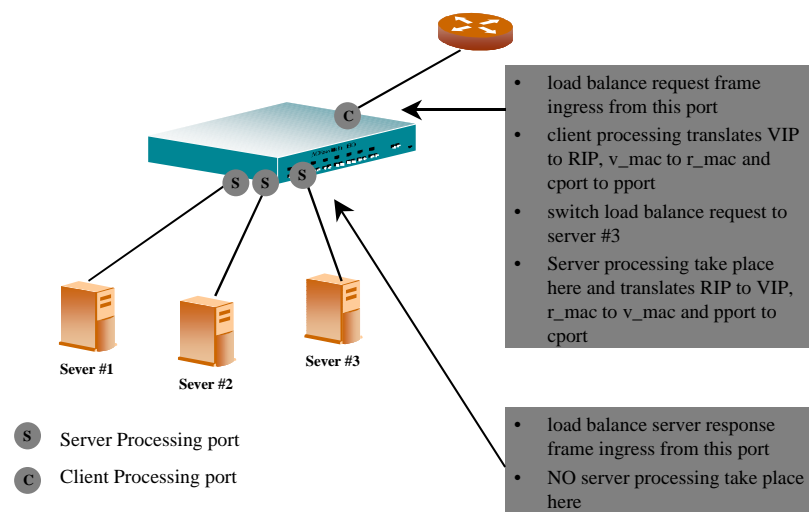 C
• load balance request frame
ingress from this port
• client processing translates VIP
to RIP, v_mac to r_mac and
cport to pport
• switch load balance request to
server #3
• Server processing take place
here and translates RIP to VIP,
r_mac to v_mac and pport to
cport
S
S
S
Sever #1
Sever #2
Sever #3
S Server Processing port
C Client Processing port
• load balance server response
frame ingress from this port
• NO server processing take place
here